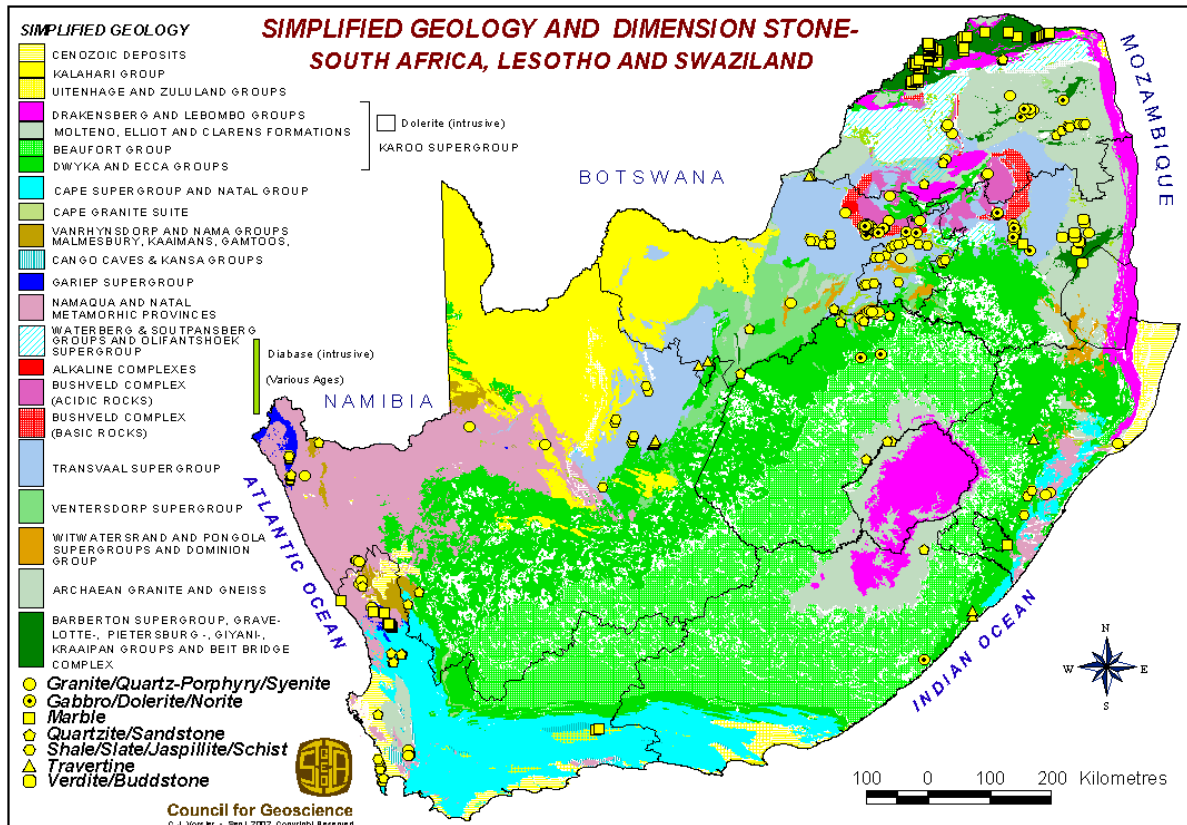 SIMPLIFIED GEOLOGY AND DIMENSION STONE-
SOUTH AFRICA, LESOTHO AND SWAZILAND
SIMPLIFIED GEOLOGY
CENOZOIC DEPOSITS
KALAHARI GROUP
UITENHAGE AND ZULULAND GROUPS
DRAKENSBERG AND LEBOMBO GROUPS
MOLTENO, ELLIOT AND CLARENS FORMATIONS
BEAUFORT GROUP
DWYKA AND ECCA GROUPS
Dolerite (intrusive)
KAROO SUPERGROUP
CAPE SUPERGROUP AND NATAL GROUP
CAPE GRANITE SUITE
VANRHYNSDORP AND NAMA GROUPS
MALMESBURY, KAAIMANS, GAMTOOS,
CANGO CAVES & KANSA GROUPS
GARIEP SUPERGROUP
NAMAQUA AND NATAL
METAMORHIC PROVINCES
WATERBERG & SOUTPANSBERG
GROUPS AND OLIFANTSHOEK
SUPERGROUP
ALKALINE COMPLEXES
BUSHVELD COMPLEX
(ACIDIC ROCKS)
BUSHVELD COMPLEX
(BASIC ROCKS)
TRANSVAAL SUPERGROUP
VENTERSDORP SUPERGROUP
WITWATERSRAND AND PONGOLA
SUPERGROUPS AND DOMINION
GROUP
ARCHAEAN GRANITE AND GNEISS
BARBERTON SUPERGROUP, GRAVE-
LOTTE-, PIETERSBURG -, GIYANI-,
KRAAIPAN GROUPS AND BEIT BRIDGE
COMPLEX
Diabase (intrusive)
(Various Ages)
Granite/Quartz-Porphyry/Syenite
Gabbro/Dolerite/Norite
Marble
Quartzite/Sandstone
Shale/Slate/Jaspillite/Schist
Travertine
Verdite/Buddstone
Council for Geoscience
BOTSWANA
NAMIBIA
MOZAMBIQUE
ATLANTIC OCEAN
INDIAN OCEAN
N
W
E
S
100 0 100 200 Kilometres